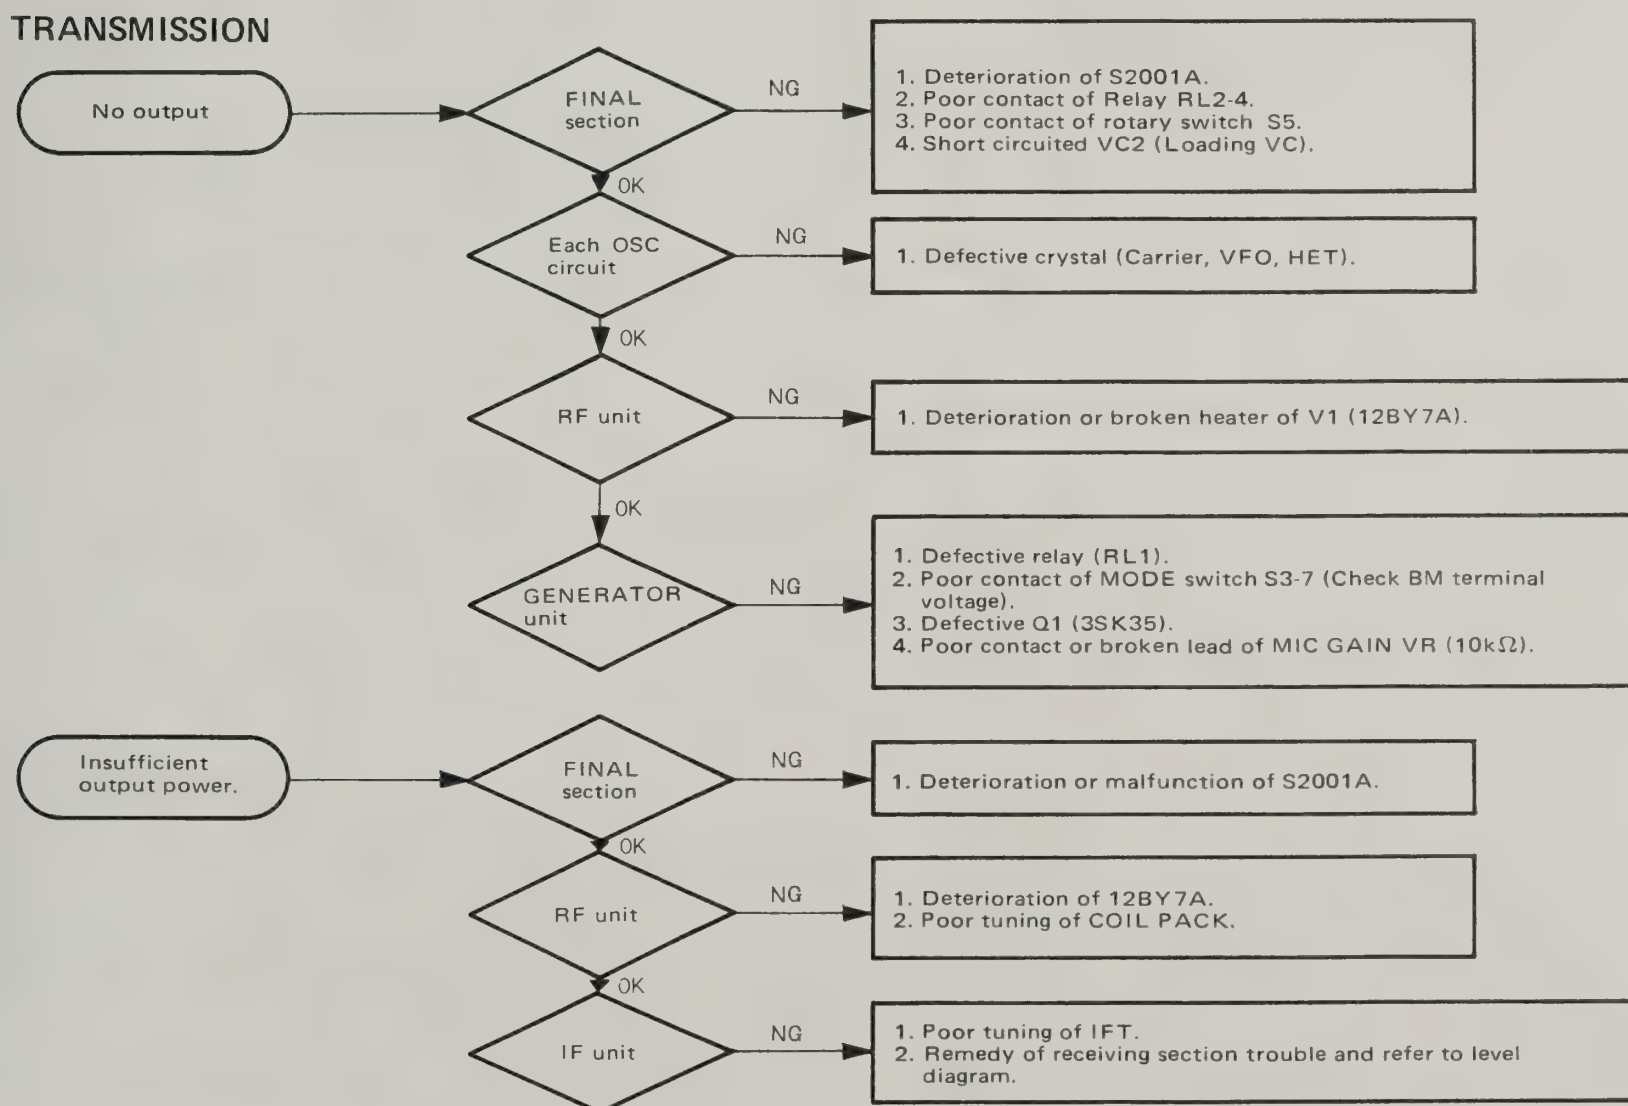 TRANSMISSION
No output
FINAL
section
NG
1. Deterioration of S2001A.
2. Poor contact of Relay RL2-4.
3. Poor contact of rotary switch S5.
4. Short circuited VC2 (Loading VC).
OK
Each OSC
circuit
NG
1. Defective crystal (Carrier, VFO, HET).
OK
RF unit
NG
1. Deterioration or broken heater of V1 (12BY7A).
OK
GENERATOR
unit
NG
1. Defective relay (RL1).
2. Poor contact of MODE switch S3-7 (Check BM terminal
voltage).
3. Defective Q1 (3SK35).
4. Poor contact or broken lead of MIC GAIN VR (10kΩ).
Insufficient
output power.
FINAL
section
NG
1. Deterioration or malfunction of S2001A.
OK
RF unit
NG
1. Deterioration of 12BY7A.
2. Poor tuning of COIL PACK.
OK
IF unit
NG
1. Poor tuning of IFT.
2. Remedy of receiving section trouble and refer to level
diagram.